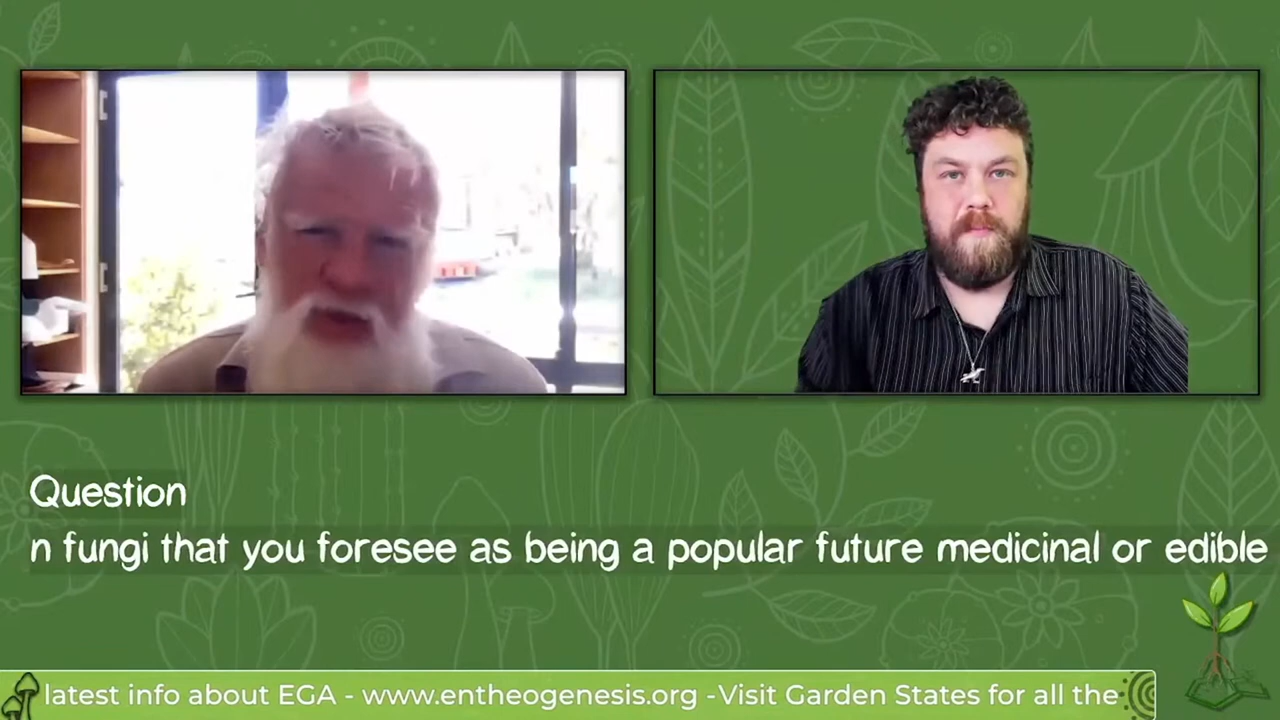 Question
n fungi that you foresee as being a popular future medicinal or edible
latest info about EGA - www.entheogenesis.org -Visit Garden States for all the